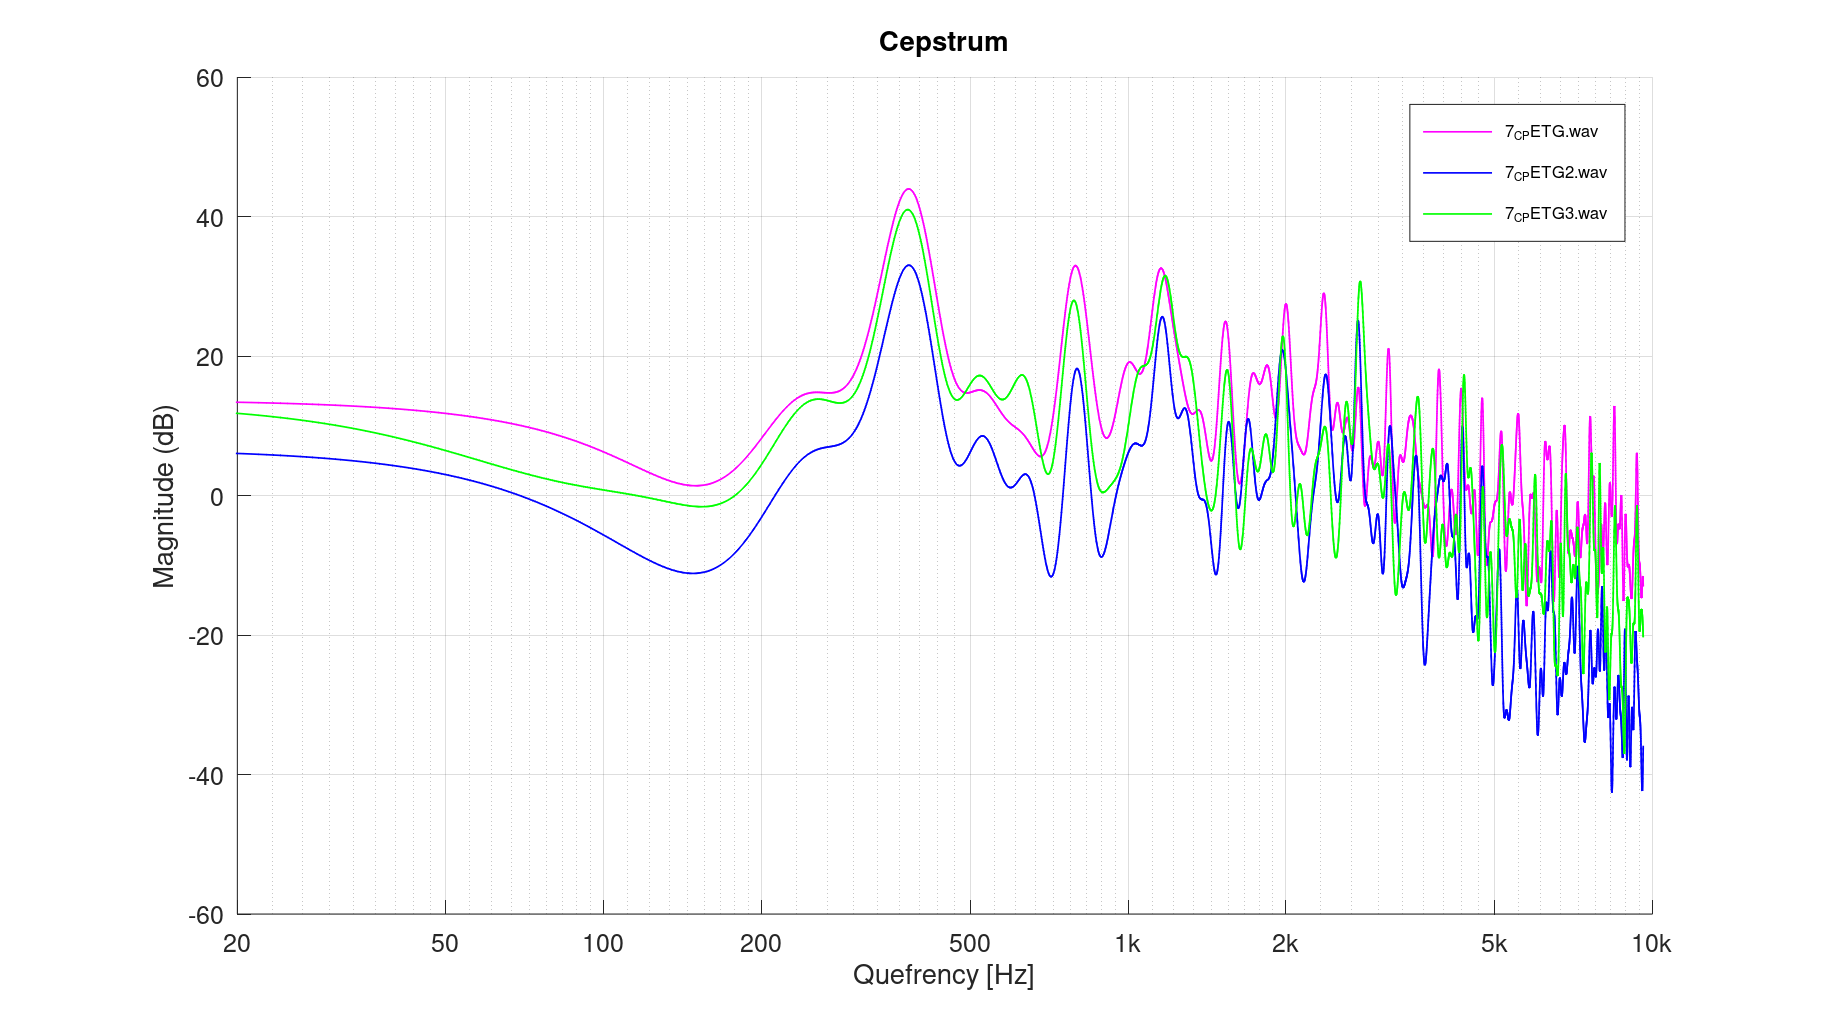 Cepstrum
60
40
20
0
-20
-40
-60
Magnitude (dB)
7CPETG.wav
7CPETG2.wav
7CPETG3.wav
20 50 100 200 500 1k 2k 5k 10k
Quefrency [Hz]